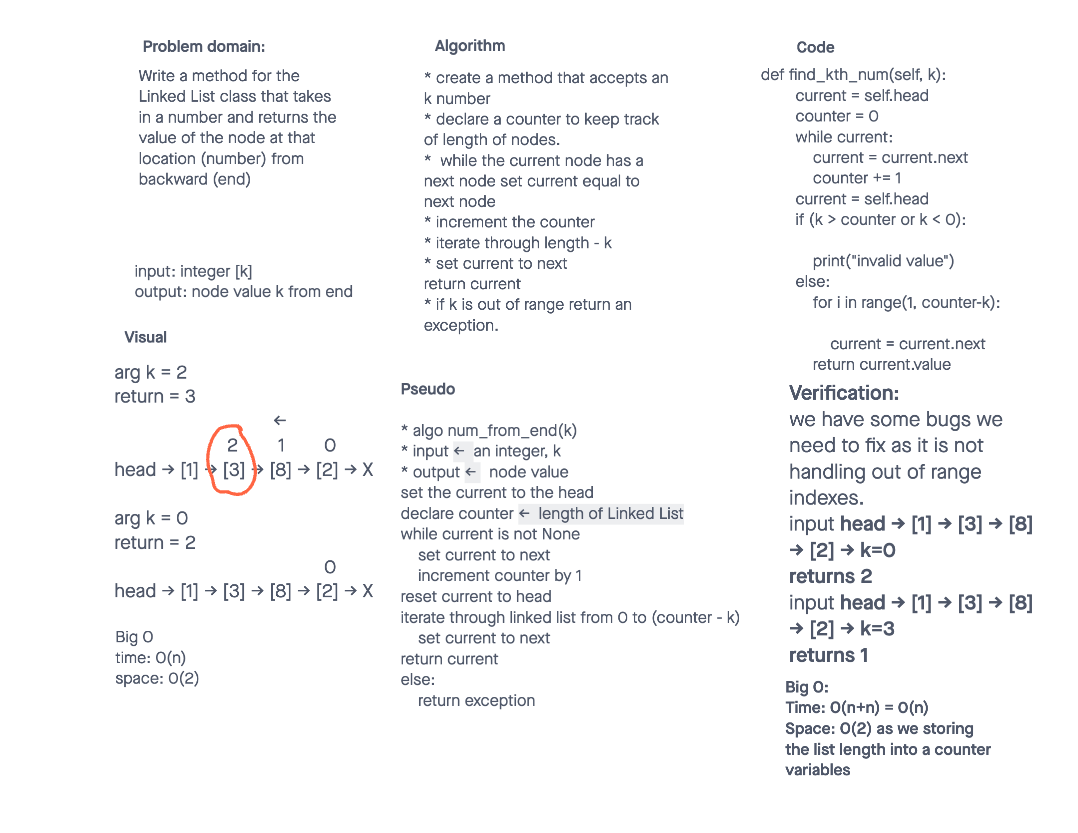 Problem domain:
Write a method for the
Linked List class that takes
in a number and returns the
value of the node at that
location (number) from
backward (end)
input: integer [k]
output: node value k from end
Visual
arg k = 2
return = 3
←
2 1 0
head → [1] → [3] → [8] → [2] → X
arg k = 0
return = 2
0
head → [1] → [3] → [8] → [2] → X
Big O
time: O(n)
space: O(2)
Algorithm
* create a method that accepts an
k number
* declare a counter to keep track
of length of nodes.
* while the current node has a
next node set current equal to
next node
* increment the counter
* iterate through length - k
* set current to next
return current
* if k is out of range return an
exception.
Pseudo
* algo num_from_end(k)
* input ← an integer, k
* output ← node value
set the current to the head
declare counter ← length of Linked List
while current is not None
set current to next
increment counter by 1
reset current to head
iterate through linked list from 0 to (counter - k)
set current to next
return current
else:
return exception
Code
def find_kth_num(self, k):
current = self.head
counter = 0
while current:
current = current.next
counter += 1
current = self.head
if (k > counter or k < 0):
print("invalid value")
else:
for i in range(1, counter-k):
current = current.next
return current.value
Verification:
we have some bugs we
need to fix as it is not
handling out of range
indexes.
input head → [1] → [3] → [8]
→ [2] → k=0
returns 2
input head → [1] → [3] → [8]
→ [2] → k=3
returns 1
Big O:
Time: O(n+n) = O(n)
Space: O(2) as we storing
the list length into a counter
variables